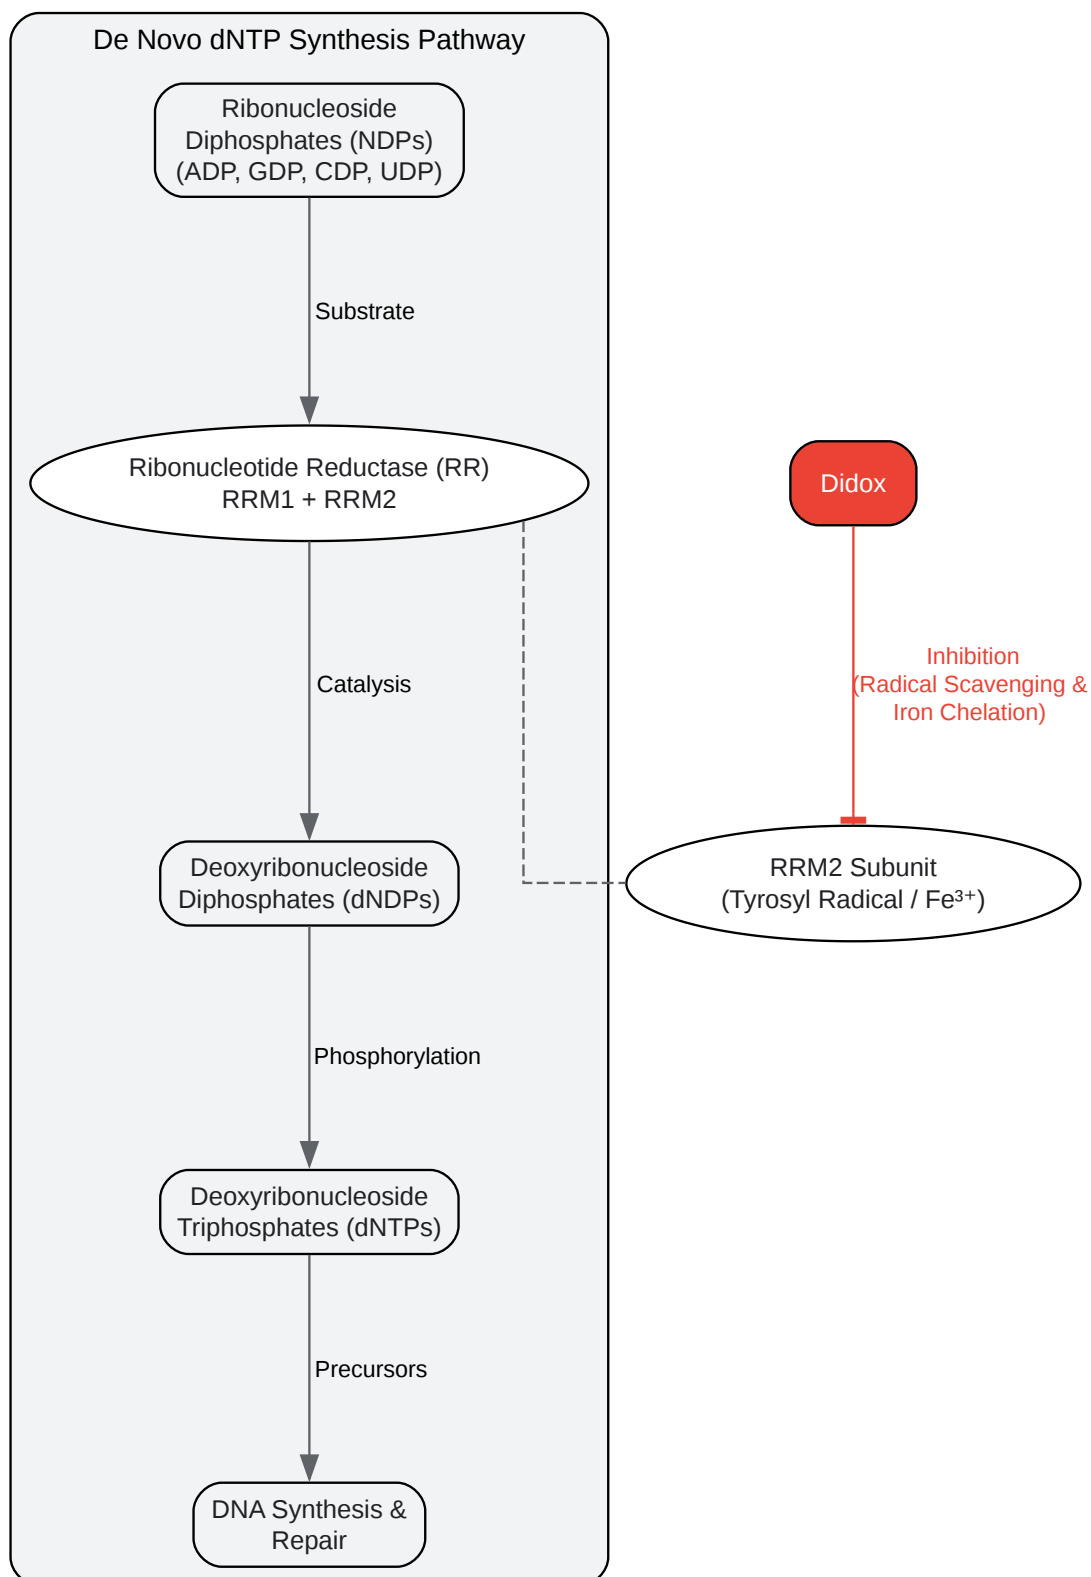 De Novo dNTP Synthesis Pathway
Ribonucleoside
Diphosphates (NDPs)
(ADP, GDP, CDP, UDP)
Substrate
Ribonucleotide Reductase (RR)
RRM1 + RRM2
Didox
Catalysis
Inhibition
(Radical Scavenging &
Iron Chelation)
Deoxyribonucleoside
Diphosphates (dNDPs)
RRM2 Subunit
(Tyrosyl Radical / Fe³⁺)
Phosphorylation
Deoxyribonucleoside
Triphosphates (dNTPs)
Precursors
DNA Synthesis &
Repair